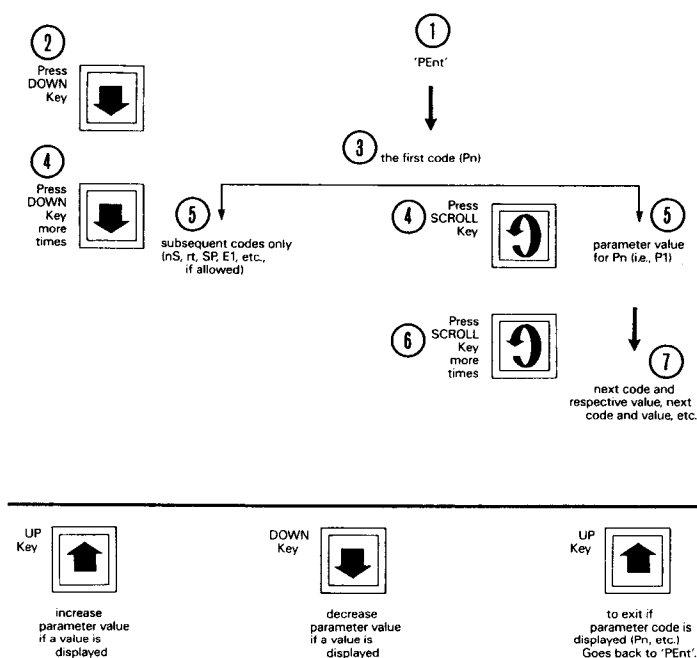 2
Press
DOWN
Key
1
'PEnt'
3
the first code (Pn)
4
Press
DOWN
Key
more
times
5
subsequent codes only
(nS, rt, SP, E1, etc.,
if allowed)
4
Press
SCROLL
Key
5
parameter value
for Pn (i.e., P1)
6
Press
SCROLL
Key
more
times
7
next code and
respective value, next
code and value, etc.
UP
Key
increase
parameter value
if a value is
displayed
DOWN
Key
decrease
parameter value
if a value is
displayed
UP
Key
to exit if
parameter code is
displayed (Pn, etc.)
Goes back to 'PEnt'.